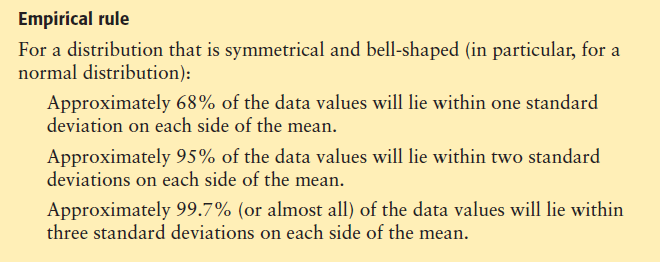 Empirical rule
For a distribution that is symmetrical and bell-shaped (in particular, for a
normal distribution):
Approximately 68% of the data values will lie within one standard
deviation on each side of the mean.
Approximately 95% of the data values will lie within two standard
deviations on each side of the mean.
Approximately 99.7% (or almost all) of the data values will lie within
three standard deviations on each side of the mean.